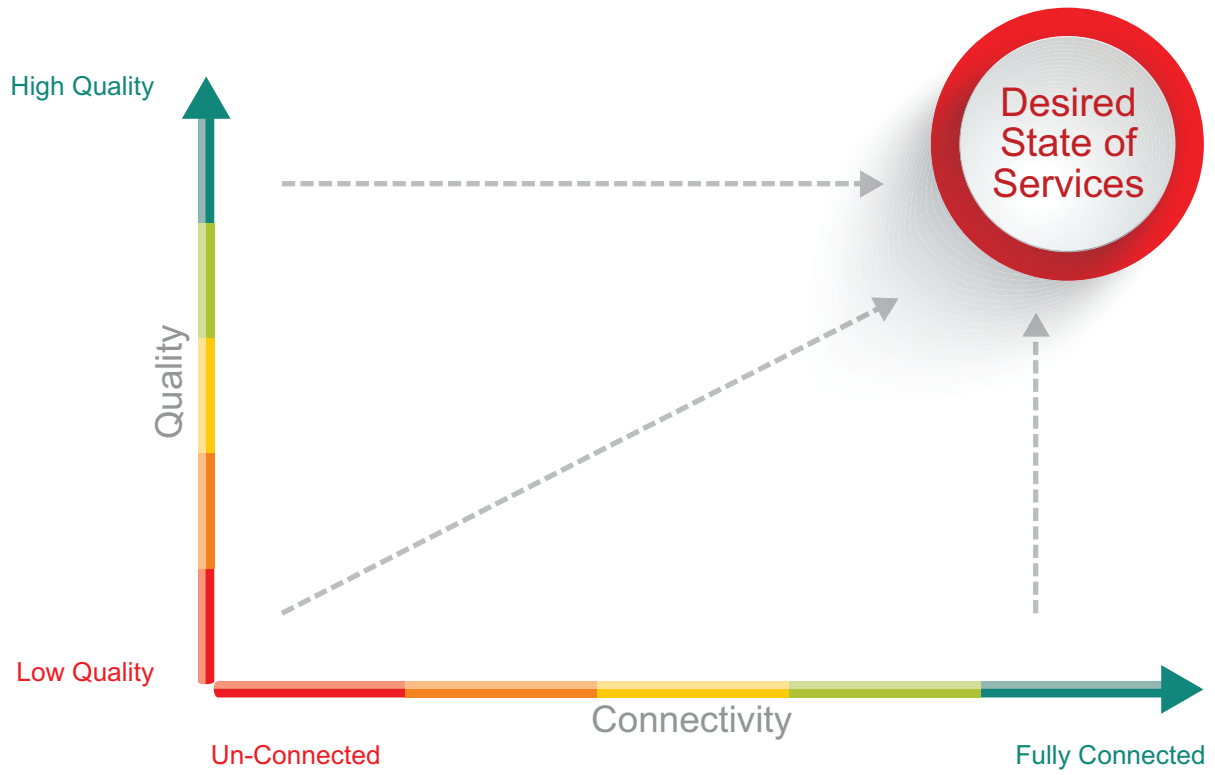 High Quality
Desired
State of
Services
Quality
Low Quality
Connectivity
Un-Connected
Fully Connected